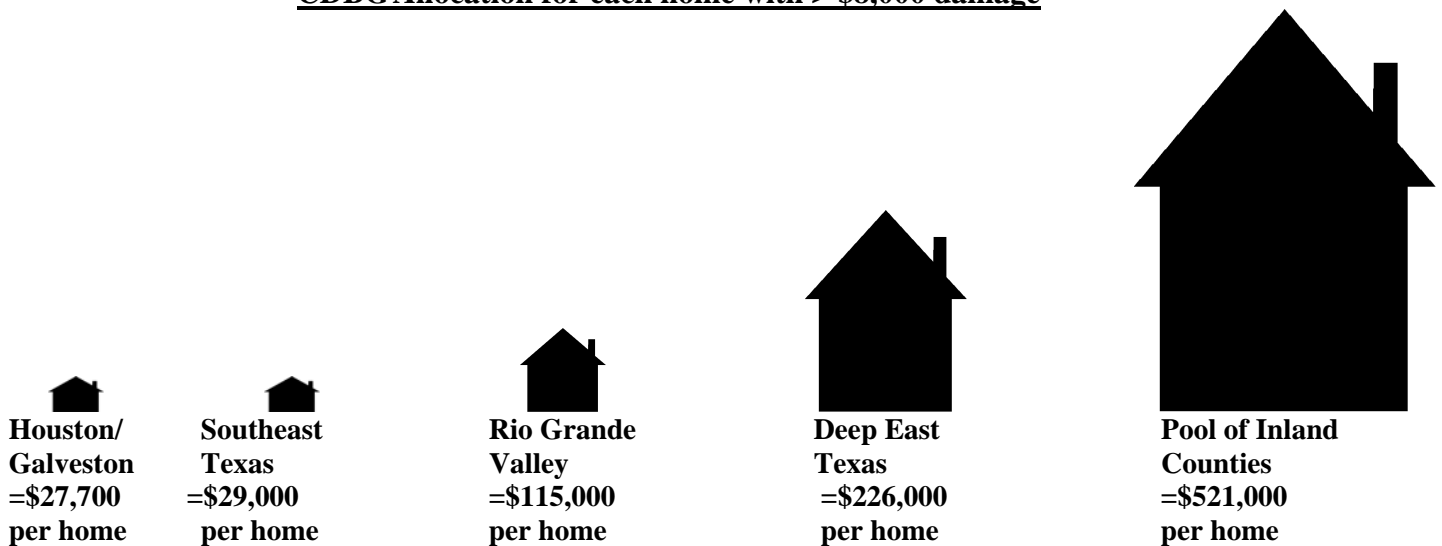 CDBG Allocation for each home with > $8,000 damage
Houston/
Galveston
=$27,700
per home
Southeast
Texas
=$29,000
per home
Rio Grande
Valley
=$115,000
per home
Deep East
Texas
=$226,000
per home
Pool of Inland
Counties
=$521,000
per home